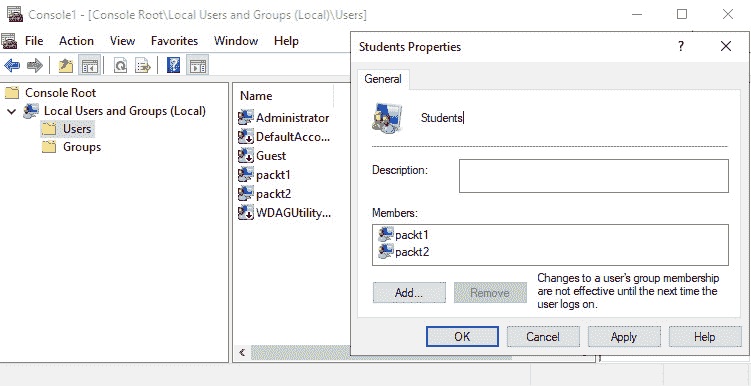 Console1 - [Console Root\Local Users and Groups (Local)\Users]
File Action View Favorites Window Help
Console Root
Local Users and Groups (Local)
Users
Groups
Name
Administrator
DefaultAcco...
Guest
packt1
packt2
WDAGUtility...
Students Properties
?
General
Students
Description:
Members:
packt1
packt2
Add...
Remove
Changes to a user's group membership
are not effective until the next time the
user logs on.
OK
Cancel
Apply
Help